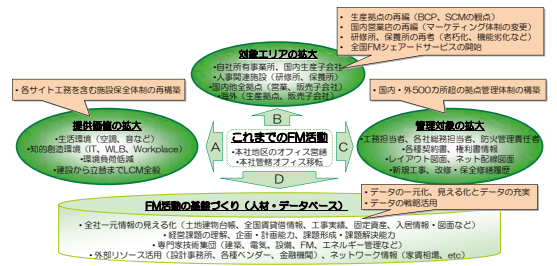 • 生産拠点の再編（BCP、SCMの観点）
• 国内営業店の再編（マーケティング体制の変更）
• 研修所、保養所の再考（老朽化、機能劣化など）
• 全国FMシェアードサービスの開始
対象エリアの拡大
•自社所有事業所、国内生産子会社
•人事関連施設（研修所、保養所）
•国内他全拠点（営業、販売子会社）
•海外（生産拠点、販売子会社）
• 各サイト工務を含む施設保全体制の再構築
• 国内・外500カ所超の拠点管理体制の構築
提供価値の拡大
•生活環境（空調、音など）
•知的創造環境（IT、WLB、Workplace）
•環境負荷低減
•建設から立替までLCM全般
B
これまでのFM活動
•本社地区のオフィス営繕
•本社管轄オフィス移転
A
C
D
管理対象の拡大
•工務担当者、各社総務担当、防火管理責任者
•各種契約書、権利書情報
•レイアウト図面、ネット配線図面
•新規工事、改修・保全修繕履歴
• データの一元化、見える化とデータの充実
• データの戦略活用
FM活動の基盤づくり（人材・データベース）
• 全社一元情報の見える化（土地建物台帳、全国賃貸借情報、工事実績、固定資産、入居情報・図面など）
• 経営課題の理解、企画・計画能力、課題形成・課題解決能力
• 専門家技術集団（建築、電気、設備、FM、エネルギー管理など）
• 外部リソース活用（設計事務所、各種ベンダー、金融機関）、ネットワーク情報（家賃相場、etc）